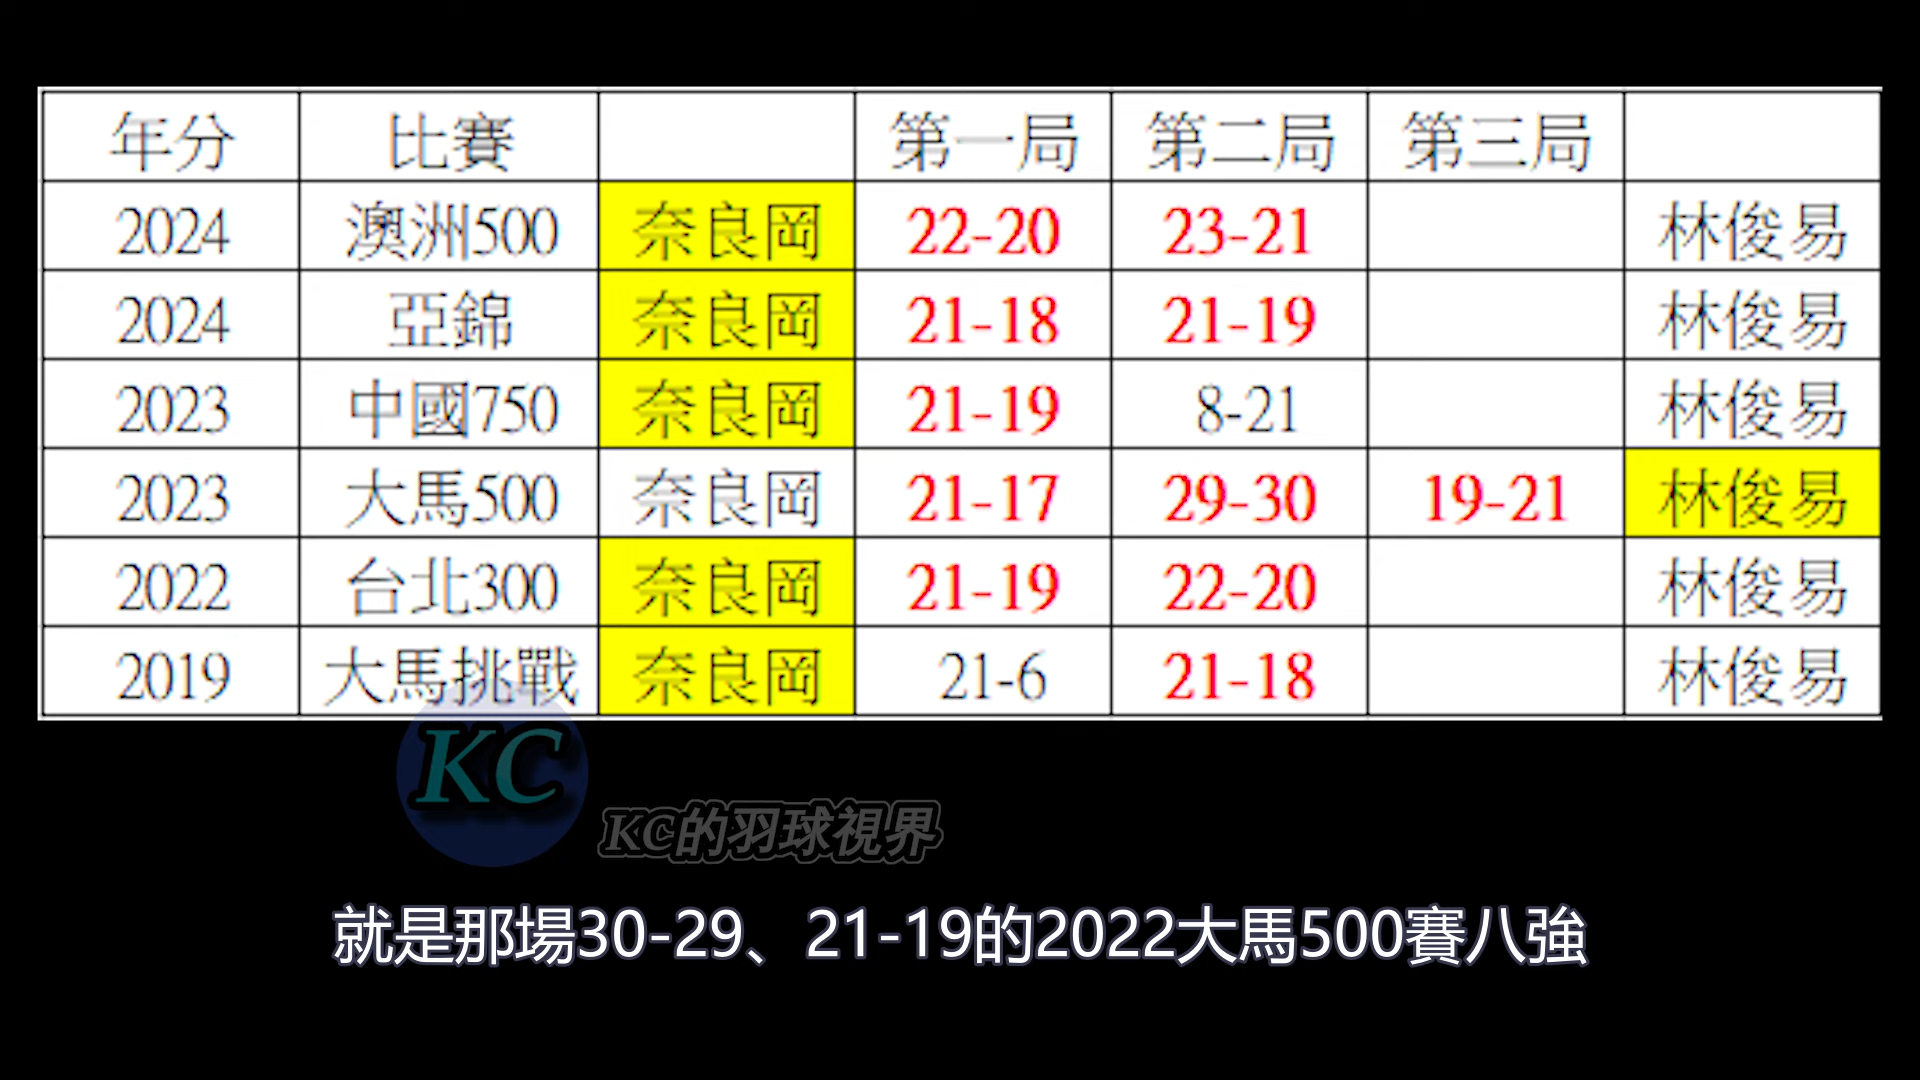 年分 比賽 第一局 第二局 第三局
2024 澳洲500 奈良岡 22-20 23-21 林俊易
2024 亞錦 奈良岡 21-18 21-19 林俊易
2023 中國750 奈良岡 21-19 8-21 林俊易
2023 大馬500 奈良岡 21-17 29-30 19-21 林俊易
2022 台北300 奈良岡 21-19 22-20 林俊易
2019 大馬挑戰 奈良岡 21-6 21-18 林俊易
KC
KC的羽球視界
就是那場30-29、21-19的2022大馬500賽八強